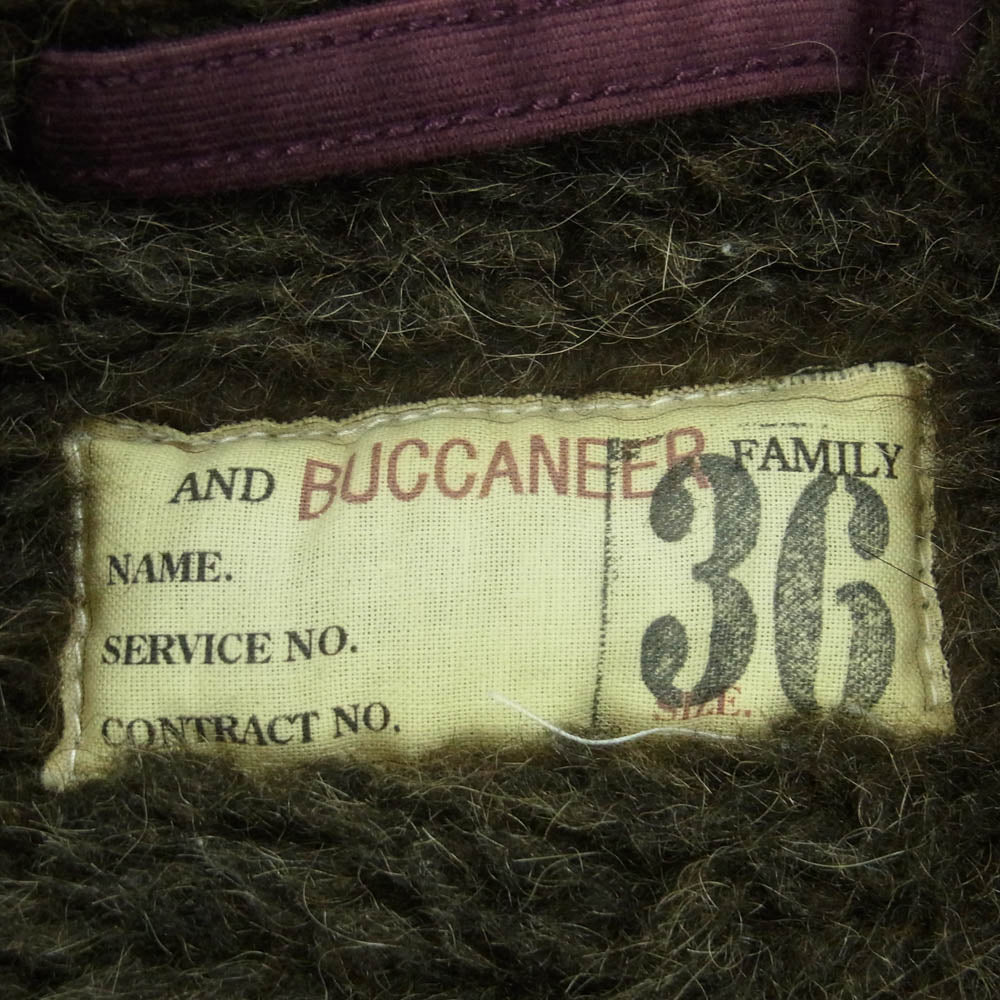 AND BUCCANEER FAMILY
NAME.
SERVICE NO.
CONTRACT NO.
36
SIZE.